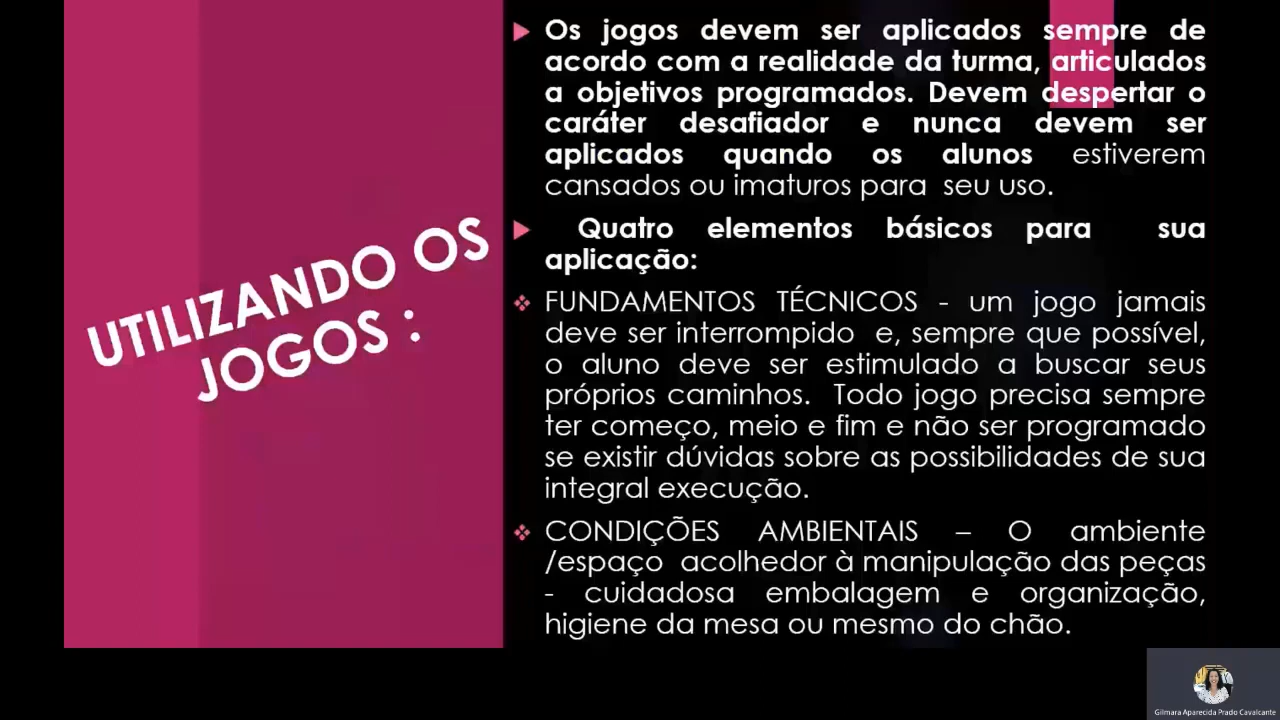 UTILIZANDO OS
JOGOS :
Os jogos devem ser aplicados sempre de
acordo com a realidade da turma, articulados
a objetivos programados. Devem despertar o
caráter desafiador e nunca devem ser
aplicados quando os alunos estiverem
cansados ou imaturos para seu uso.
Quatro elementos básicos para sua
aplicação:
FUNDAMENTOS TÉCNICOS - um jogo jamais
deve ser interrompido e, sempre que possível,
o aluno deve ser estimulado a buscar seus
próprios caminhos. Todo jogo precisa sempre
ter começo, meio e fim e não ser programado
se existir dúvidas sobre as possibilidades de sua
integral execução.
CONDIÇÕES AMBIENTAIS – O ambiente
/espaço acolhedor à manipulação das peças
- cuidadosa embalagem e organização,
higiene da mesa ou mesmo do chão.
Gilmara Aparecida Prado Cavalcante